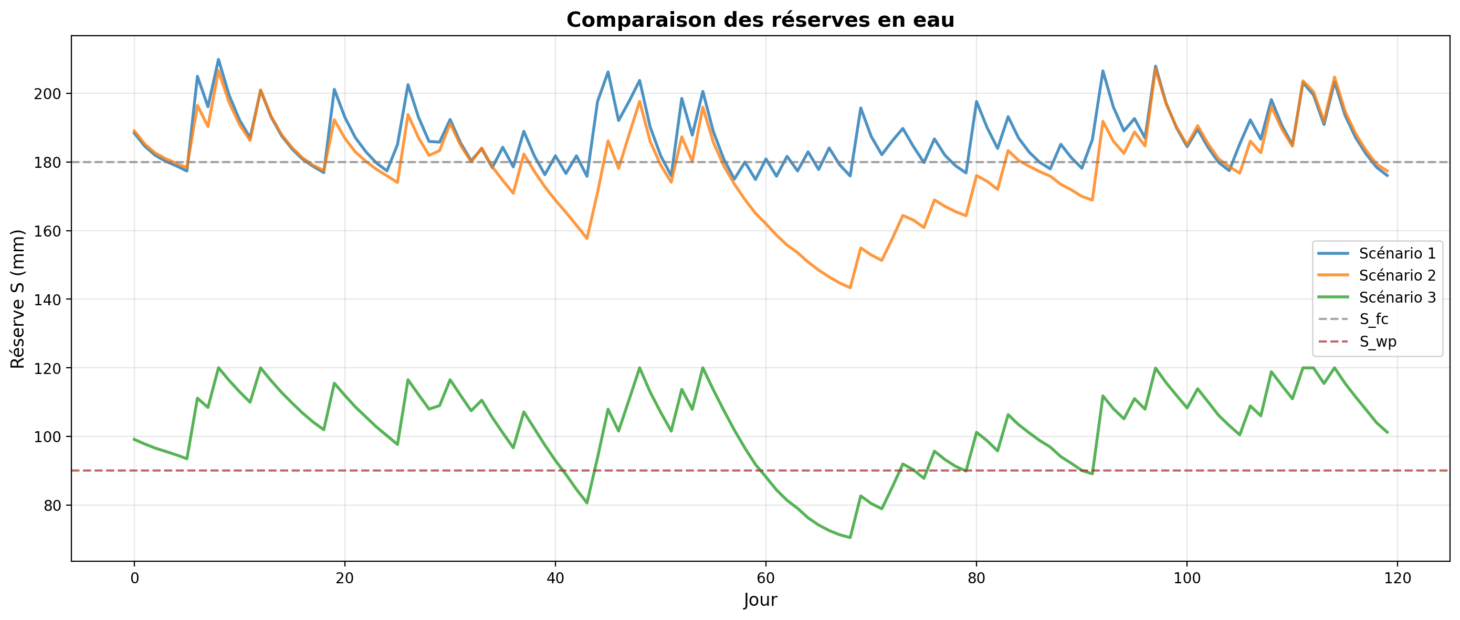 Comparaison des réserves en eau
Réserve S (mm)
200
180
160
140
120
100
80
Scénario 1
Scénario 2
Scénario 3
S_fc
S_wp
0 20 40 60 80 100 120
Jour